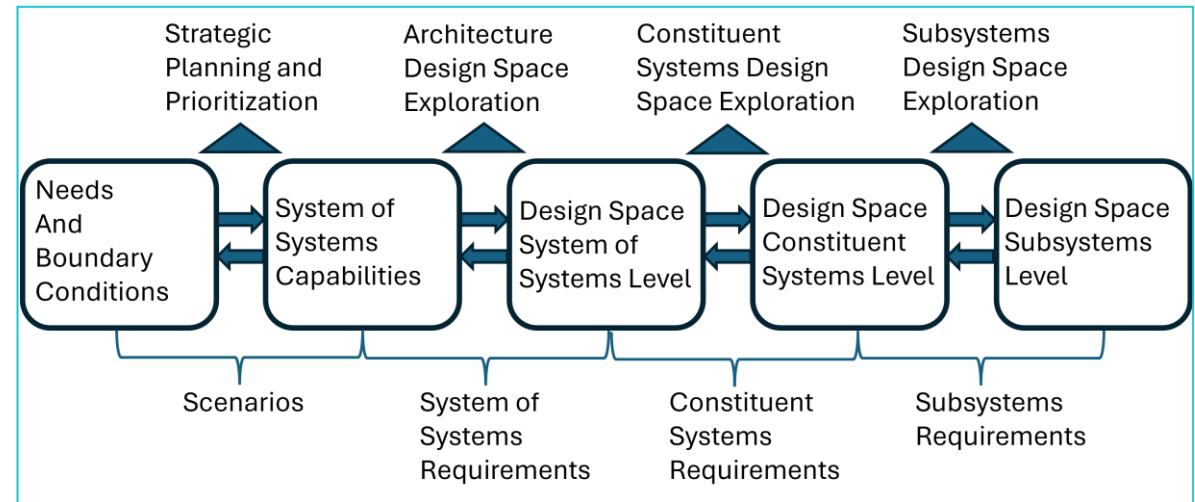 Strategic
Planning and
Prioritization
Architecture
Design Space
Exploration
Constituent
Systems Design
Space Exploration
Subsystems
Design Space
Exploration
Needs
And
Boundary
Conditions
System of
Systems
Capabilities
Design Space
System of
Systems Level
Design Space
Constituent
Systems Level
Design Space
Subsystems
Level
Scenarios
System of
Systems
Requirements
Constituent
Systems
Requirements
Subsystems
Requirements